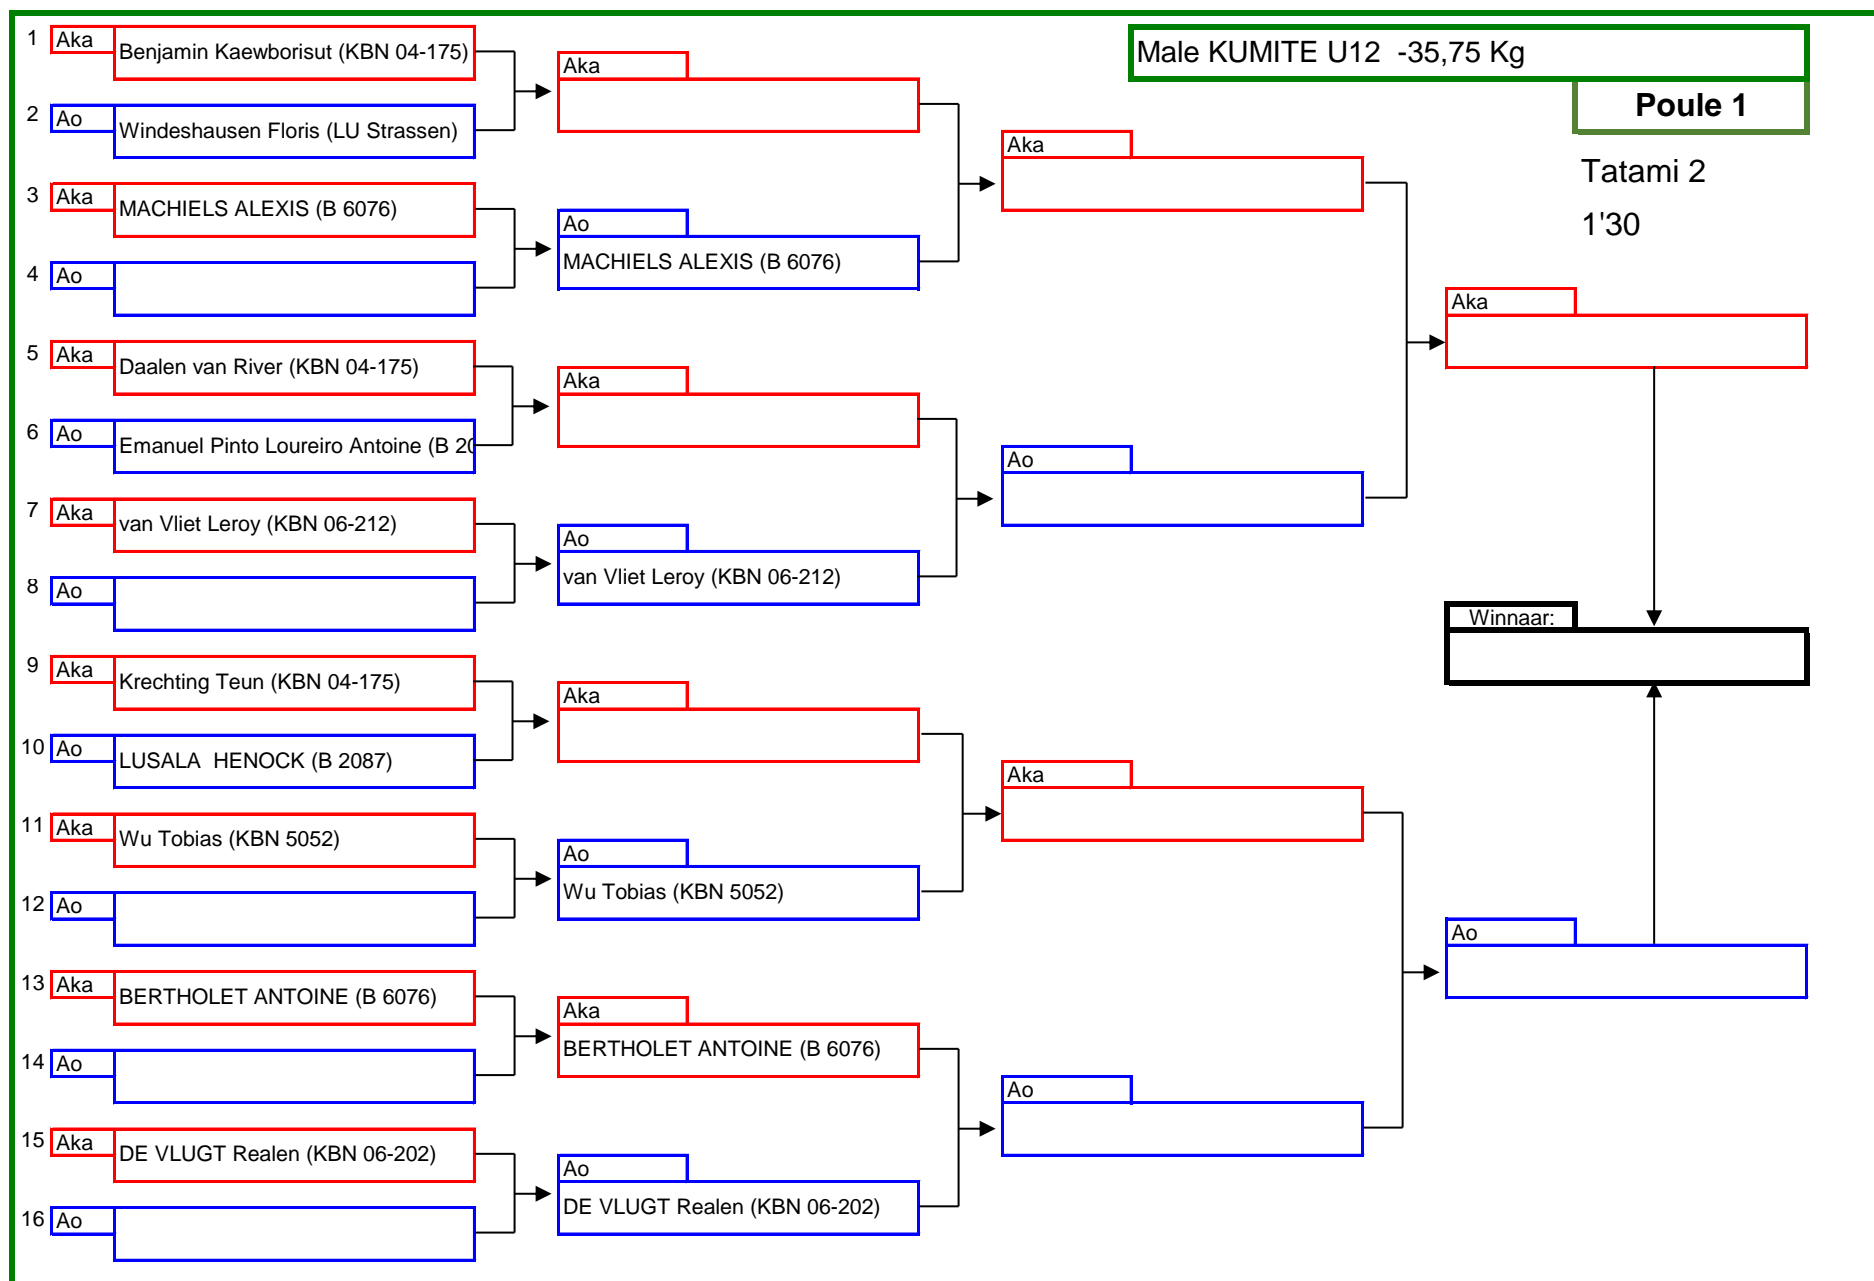 Male KUMITE U12 -35,75 Kg
Poule 1
Tatami 2
1'30
1 Aka Benjamin Kaewborisut (KBN 04-175)
2 Ao Windeshausen Floris (LU Strassen)
3 Aka MACHIELS ALEXIS (B 6076)
4 Ao
5 Aka Daalen van River (KBN 04-175)
6 Ao Emanuel Pinto Loureiro Antoine (B 20
7 Aka van Vliet Leroy (KBN 06-212)
8 Ao
9 Aka Krechting Teun (KBN 04-175)
10 Ao LUSALA  HENOCK (B 2087)
11 Aka Wu Tobias (KBN 5052)
12 Ao
13 Aka BERTHOLET ANTOINE (B 6076)
14 Ao
15 Aka DE VLUGT Realen (KBN 06-202)
16 Ao
Aka
Ao
MACHIELS ALEXIS (B 6076)
Aka
Ao
van Vliet Leroy (KBN 06-212)
Aka
Ao
Wu Tobias (KBN 5052)
Aka
BERTHOLET ANTOINE (B 6076)
Ao
DE VLUGT Realen (KBN 06-202)
Aka
Ao
Aka
Ao
Aka
Winnaar:
Ao